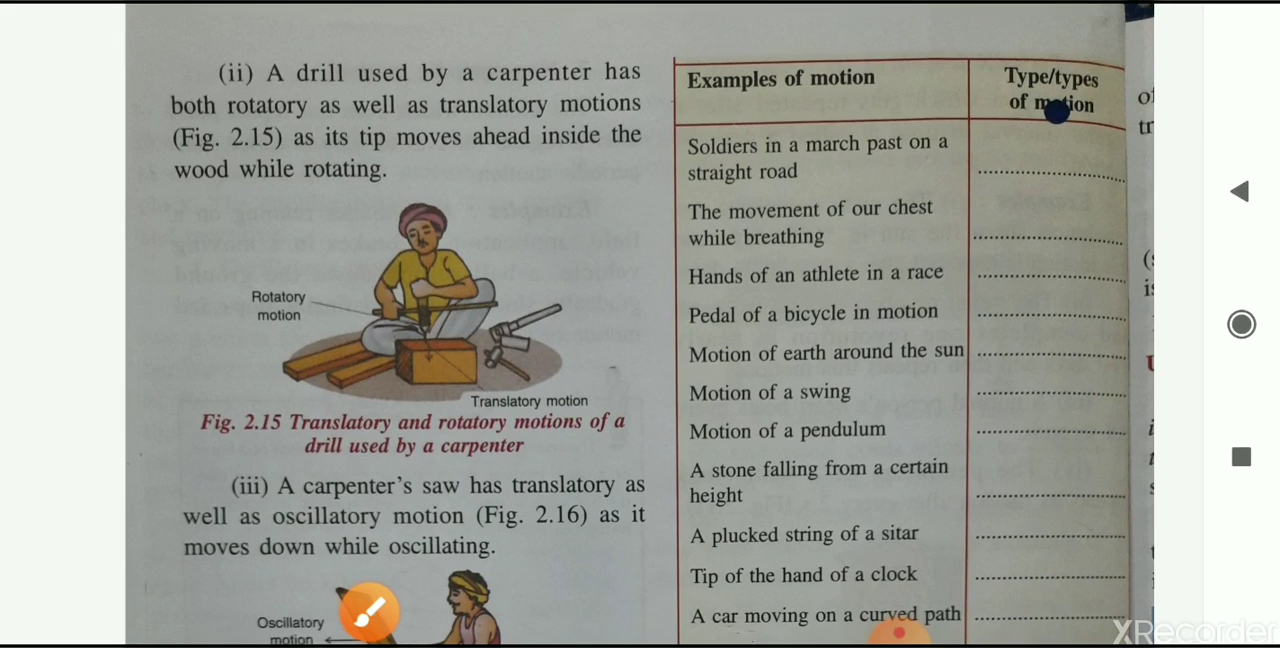 (ii) A drill used by a carpenter has
both rotatory as well as translatory motions
(Fig. 2.15) as its tip moves ahead inside the
wood while rotating.
Rotatory
motion
Translatory motion
Fig. 2.15 Translatory and rotatory motions of a
drill used by a carpenter
(iii) A carpenter's saw has translatory as
well as oscillatory motion (Fig. 2.16) as it
moves down while oscillating.
Oscillatory
motion
Examples of motion
Type/types
of motion
Soldiers in a march past on a
straight road
The movement of our chest
while breathing
Hands of an athlete in a race
Pedal of a bicycle in motion
Motion of earth around the sun
Motion of a swing
Motion of a pendulum
A stone falling from a certain
height
A plucked string of a sitar
Tip of the hand of a clock
A car moving on a curved path
XRecorder